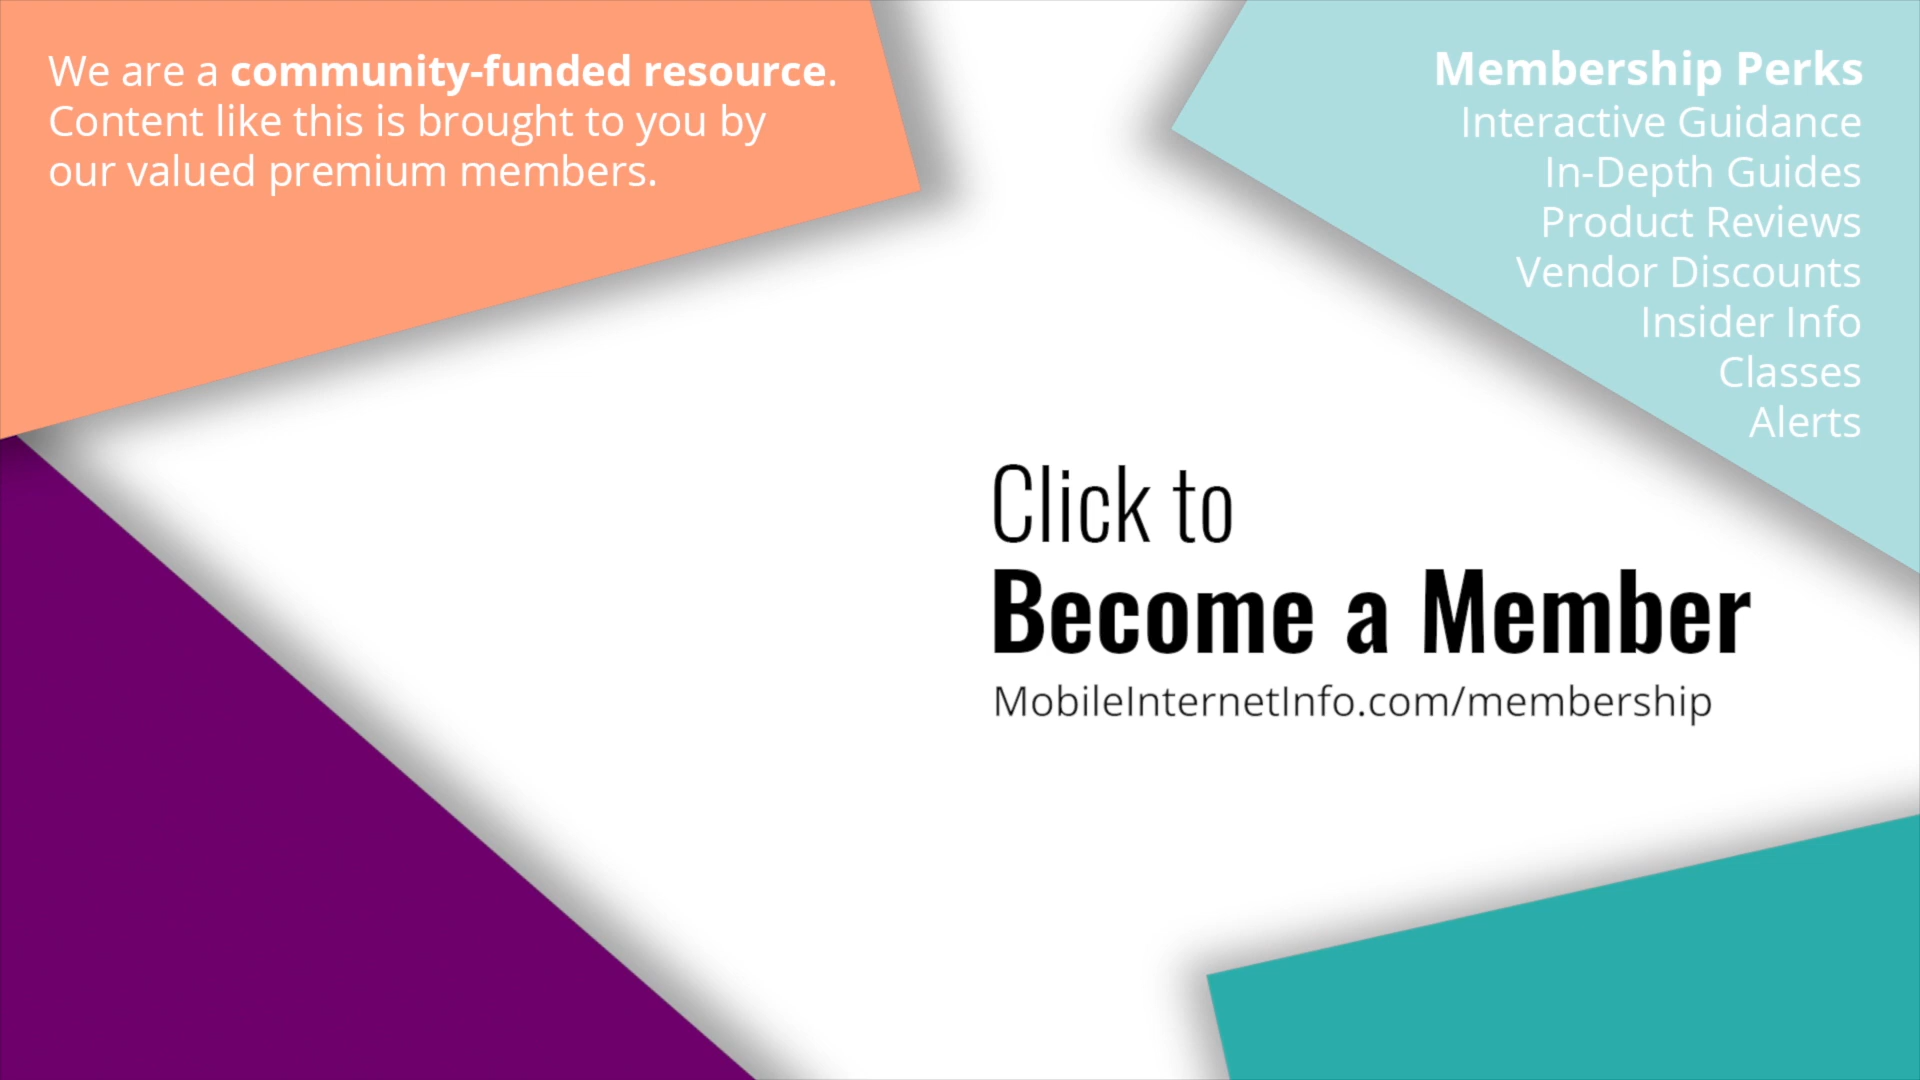 We are a community-funded resource.
Content like this is brought to you by
our valued premium members.
Membership Perks
Interactive Guidance
In-Depth Guides
Product Reviews
Vendor Discounts
Insider Info
Classes
Alerts
Click to
Become a Member
MobileInternetInfo.com/membership